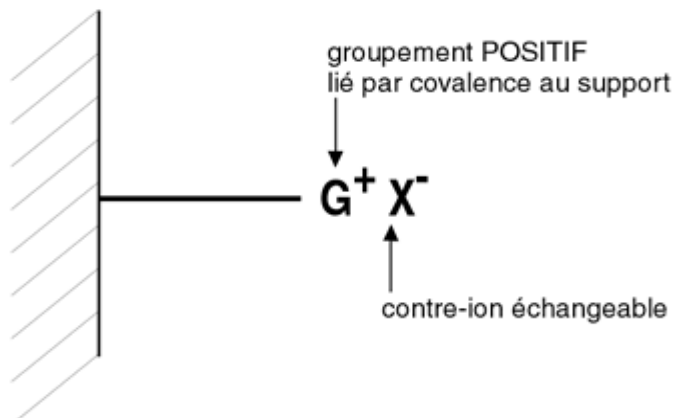 groupement POSITIF
lié par covalence au support
G⁺ X⁻
contre-ion échangeable